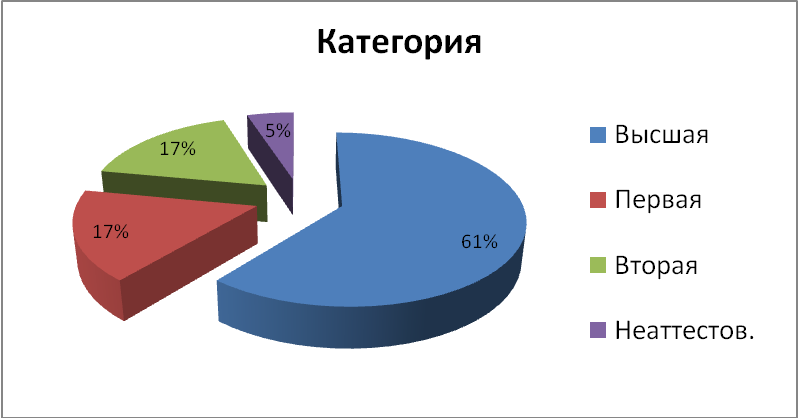 Категория
5%
17%
17%
61%
Высшая
Первая
Вторая
Неаттестов.